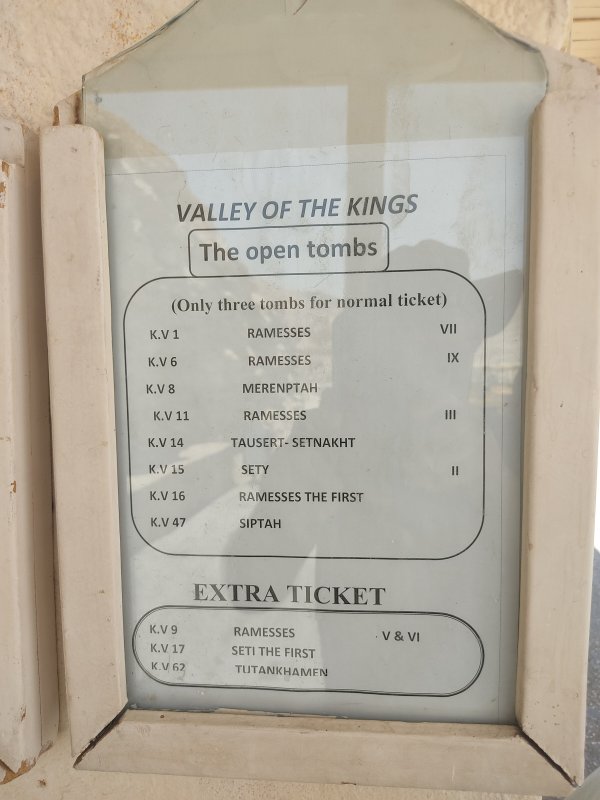 VALLEY OF THE KINGS
The open tombs
(Only three tombs for normal ticket)
K.V 1 RAMESSES VII
K.V 6 RAMESSES IX
K.V 8 MERENPTAH
K.V 11 RAMESSES III
K.V 14 TAUSERT- SETNAKHT
K.V 15 SETY II
K.V 16 RAMESSES THE FIRST
K.V 47 SIPTAH
EXTRA TICKET
K.V 9 RAMESSES V & VI
K.V 17 SETI THE FIRST
K.V 62 TUTANKHAMEN